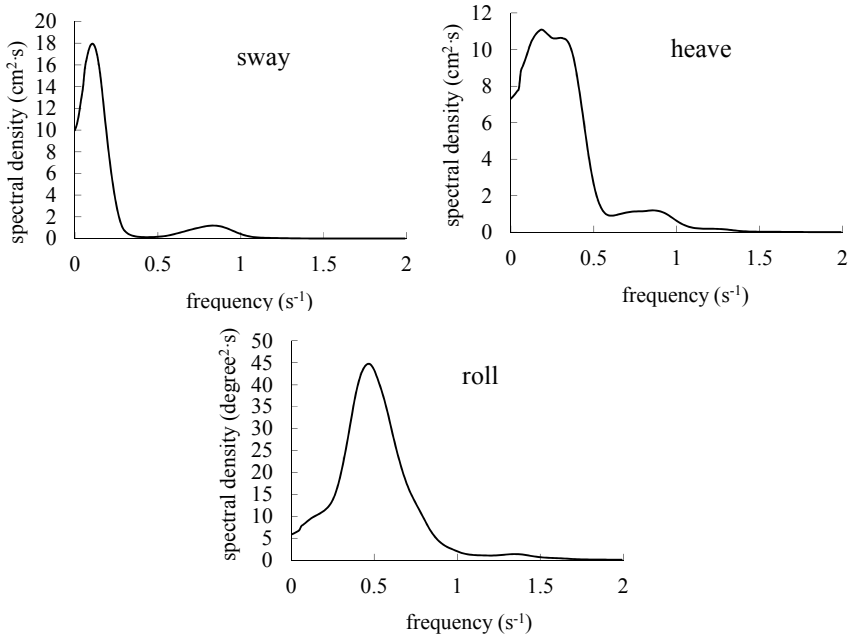 sway
spectral density (cm²·s)
20
18
16
14
12
10
8
6
4
2
0
0 0.5 1 1.5 2
frequency (s⁻¹)
heave
spectral density (cm²·s)
12
10
8
6
4
2
0
0 0.5 1 1.5 2
frequency (s⁻¹)
roll
spectral density (degree²·s)
50
45
40
35
30
25
20
15
10
5
0
0 0.5 1 1.5 2
frequency (s⁻¹)